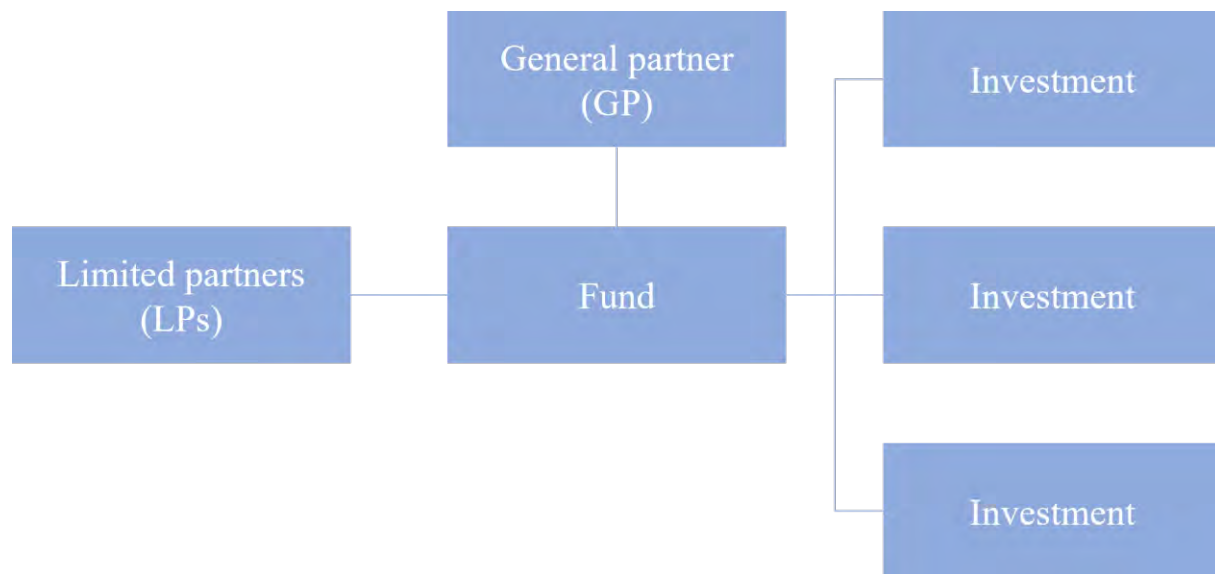 General partner
(GP)
Investment
Limited partners
(LPs)
Fund
Investment
Investment